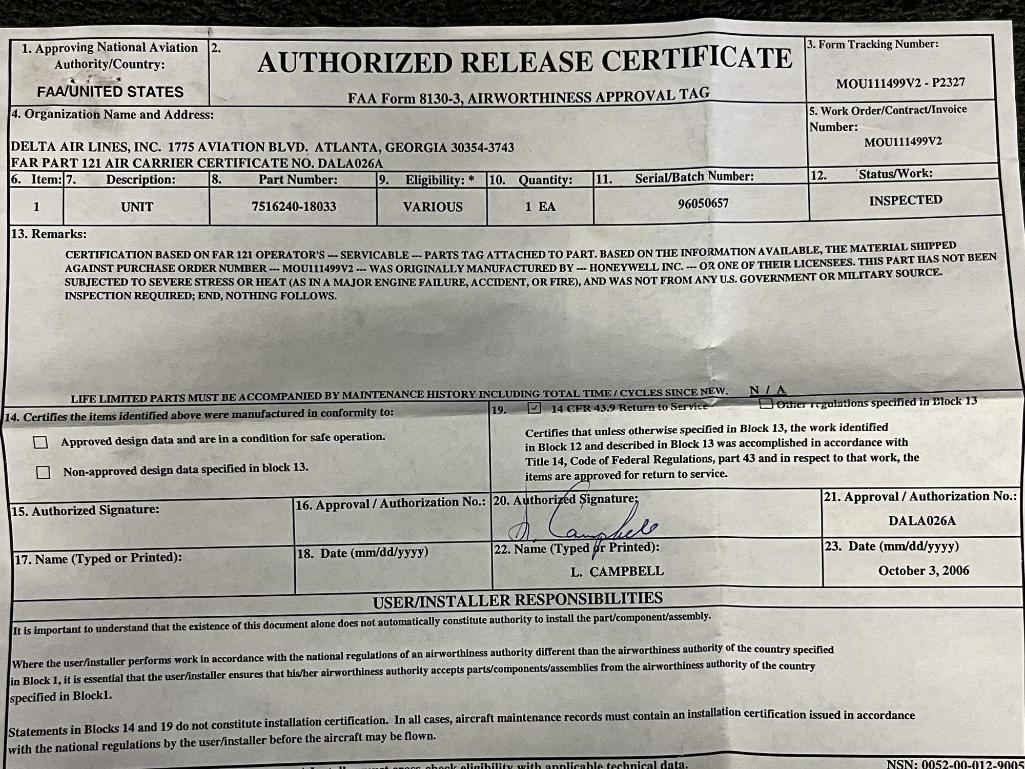 1. Approving National Aviation
Authority/Country:
FAA/UNITED STATES
2.
AUTHORIZED RELEASE CERTIFICATE
FAA Form 8130-3, AIRWORTHINESS APPROVAL TAG
3. Form Tracking Number:
MOU111499V2 - P2327
4. Organization Name and Address:
DELTA AIR LINES, INC. 1775 AVIATION BLVD. ATLANTA, GEORGIA 30354-3743
FAR PART 121 AIR CARRIER CERTIFICATE NO. DALA026A
5. Work Order/Contract/Invoice
Number:
MOU111499V2
6. Item: 7. Description: 8. Part Number: 9. Eligibility: * 10. Quantity: 11. Serial/Batch Number: 12. Status/Work:
1 UNIT 7516240-18033 VARIOUS 1 EA 96050657 INSPECTED
13. Remarks:
CERTIFICATION BASED ON FAR 121 OPERATOR'S --- SERVICABLE --- PARTS TAG ATTACHED TO PART. BASED ON THE INFORMATION AVAILABLE, THE MATERIAL SHIPPED
AGAINST PURCHASE ORDER NUMBER --- MOU111499V2 --- WAS ORIGINALLY MANUFACTURED BY --- HONEYWELL INC. --- OR ONE OF THEIR LICENSEES. THIS PART HAS NOT BEEN
SUBJECTED TO SEVERE STRESS OR HEAT (AS IN A MAJOR ENGINE FAILURE, ACCIDENT, OR FIRE), AND WAS NOT FROM ANY U.S. GOVERNMENT OR MILITARY SOURCE.
INSPECTION REQUIRED; END, NOTHING FOLLOWS.
LIFE LIMITED PARTS MUST BE ACCOMPANIED BY MAINTENANCE HISTORY INCLUDING TOTAL TIME / CYCLES SINCE NEW. N / A
14. Certifies the items identified above were manufactured in conformity to:
Approved design data and are in a condition for safe operation.
Non-approved design data specified in block 13.
19. 14 CFR 43.9 Return to Service Other regulations specified in Block 13
Certifies that unless otherwise specified in Block 13, the work identified
in Block 12 and described in Block 13 was accomplished in accordance with
Title 14, Code of Federal Regulations, part 43 and in respect to that work, the
items are approved for return to service.
15. Authorized Signature:
16. Approval / Authorization No.:
20. Authorized Signature:
L. Campbell
21. Approval / Authorization No.:
DALA026A
17. Name (Typed or Printed):
18. Date (mm/dd/yyyy)
22. Name (Typed or Printed):
L. CAMPBELL
23. Date (mm/dd/yyyy)
October 3, 2006
USER/INSTALLER RESPONSIBILITIES
It is important to understand that the existence of this document alone does not automatically constitute authority to install the part/component/assembly.
Where the user/installer performs work in accordance with the national regulations of an airworthiness authority different than the airworthiness authority of the country specified
in Block 1, it is essential that the user/installer ensures that his/her airworthiness authority accepts parts/components/assemblies from the airworthiness authority of the country
specified in Block1.
Statements in Blocks 14 and 19 do not constitute installation certification. In all cases, aircraft maintenance records must contain an installation certification issued in accordance
with the national regulations by the user/installer before the aircraft may be flown.
check eligibility with applicable technical data.
NSN: 0052-00-012-9005